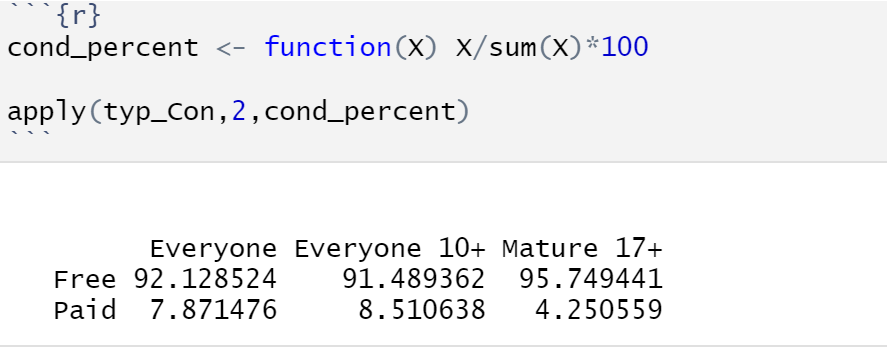 ```{r}
cond_percent <- function(X) X/sum(X)*100
apply(typ_Con,2,cond_percent)
```
Everyone Everyone 10+ Mature 17+
Free 92.128524 91.489362 95.749441
Paid 7.871476 8.510638 4.250559